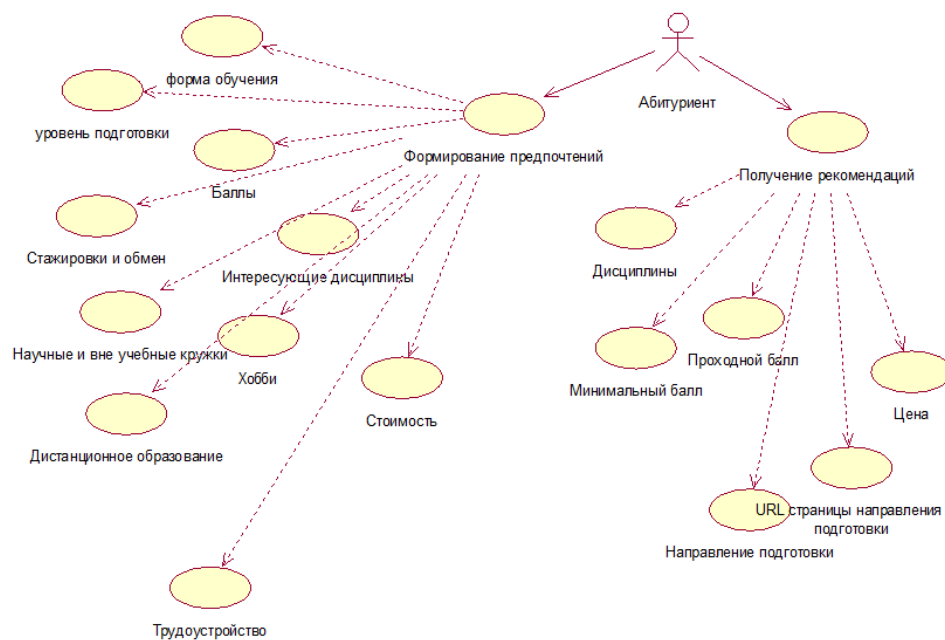 форма обучения
Абитуриент
уровень подготовки
Формирование предпочтений
Получение рекомендаций
Баллы
Стажировки и обмен
Интересующие дисциплины
Дисциплины
Научные и вне учебные кружки
Хобби
Проходной балл
Минимальный балл
Стоимость
Цена
Дистанционное образование
URL страницы направления
подготовки
Направление подготовки
Трудоустройство